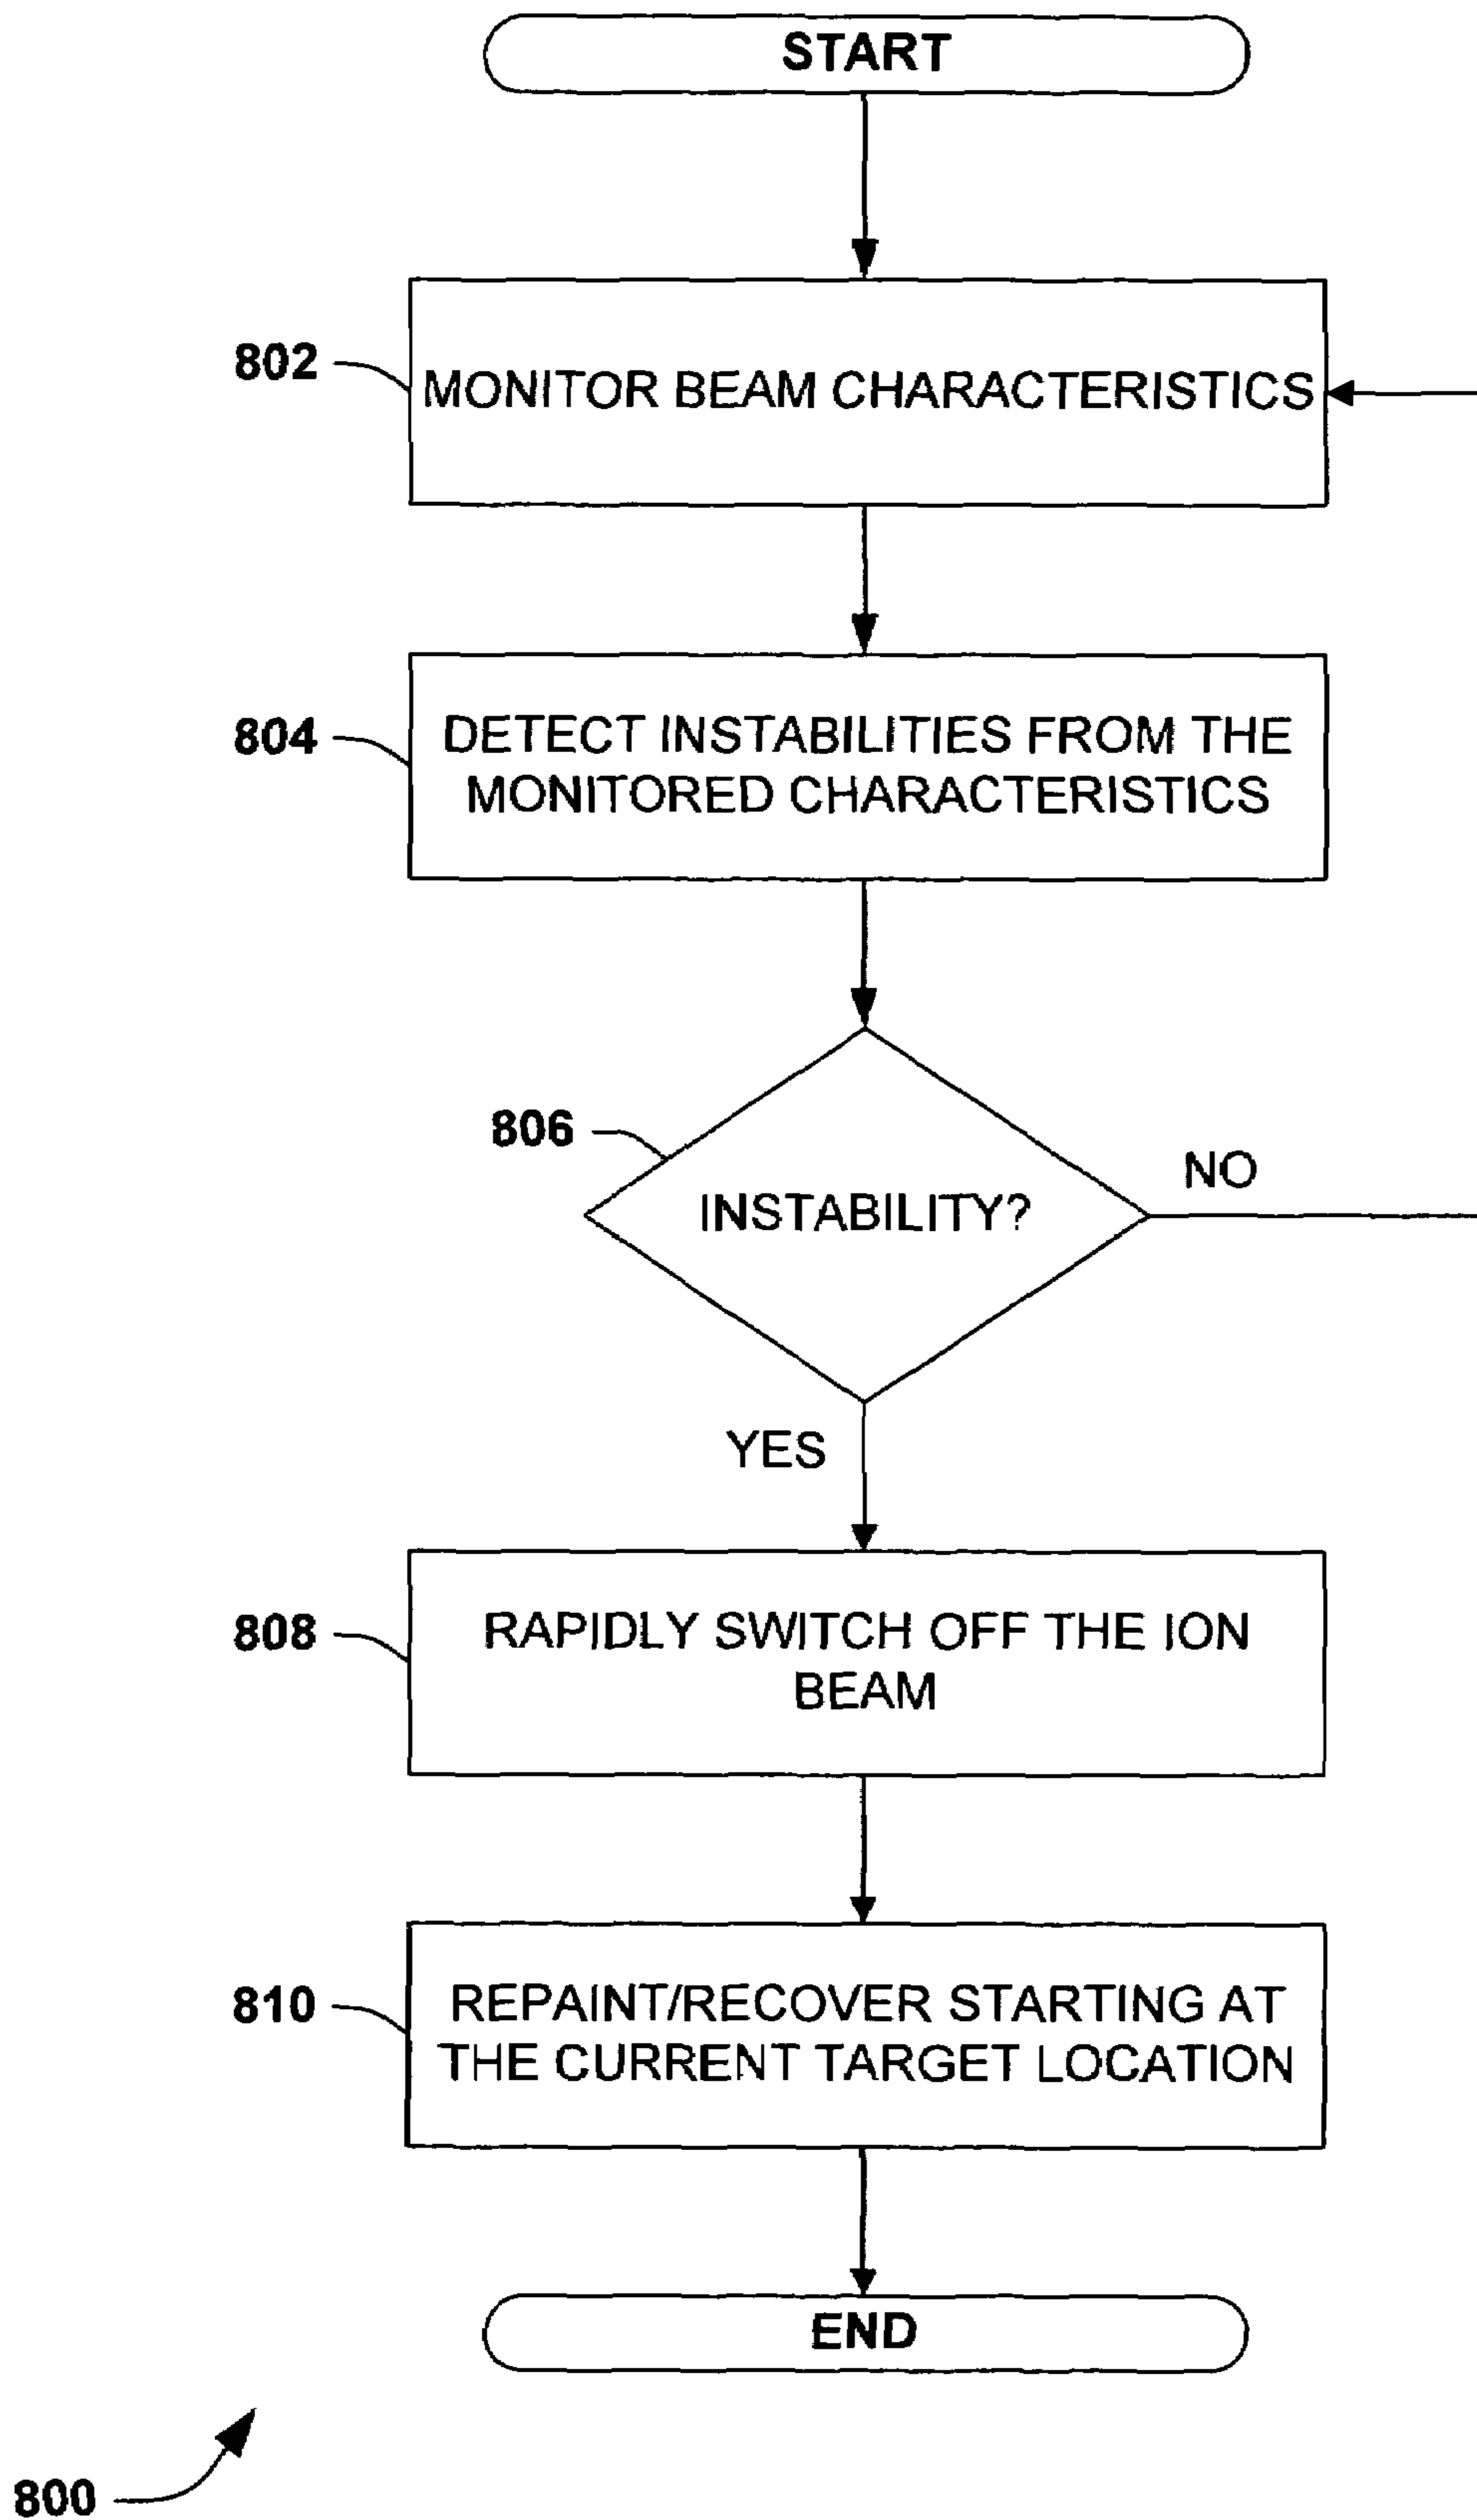 START
802
MONITOR BEAM CHARACTERISTICS
804
DETECT INSTABILITIES FROM THE
MONITORED CHARACTERISTICS
806
INSTABILITY?
NO
YES
808
RAPIDLY SWITCH OFF THE ION
BEAM
810
REPAINT/RECOVER STARTING AT
THE CURRENT TARGET LOCATION
END
800